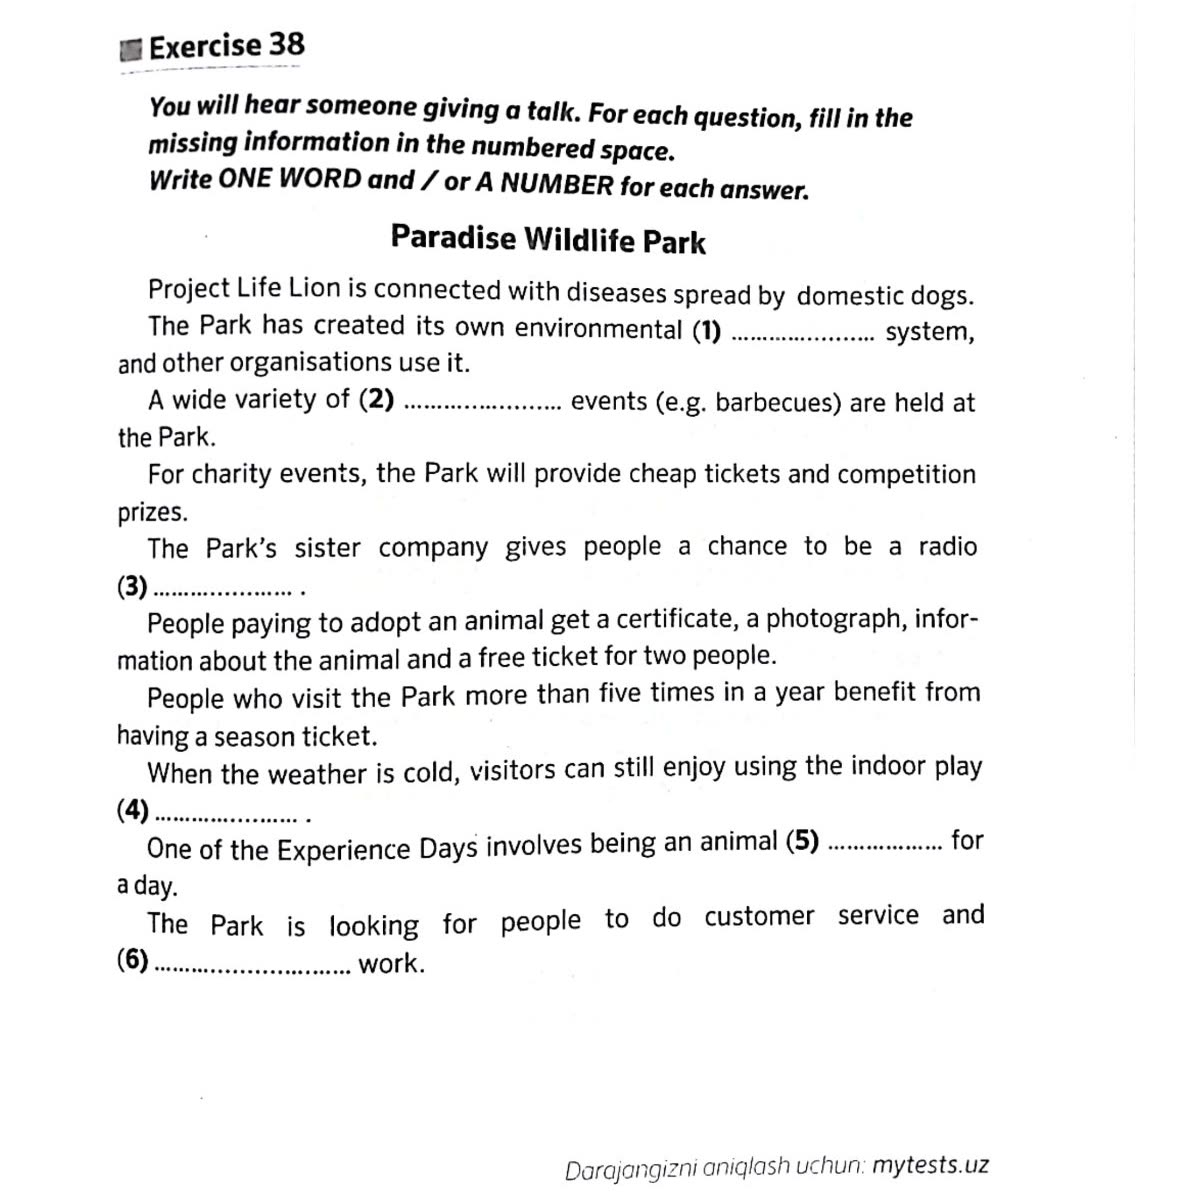 Exercise 38
You will hear someone giving a talk. For each question, fill in the
missing information in the numbered space.
Write ONE WORD and / or A NUMBER for each answer.
Paradise Wildlife Park
Project Life Lion is connected with diseases spread by domestic dogs.
The Park has created its own environmental (1) ...................... system,
and other organisations use it.
A wide variety of (2) ........................ events (e.g. barbecues) are held at
the Park.
For charity events, the Park will provide cheap tickets and competition
prizes.
The Park's sister company gives people a chance to be a radio
(3) ...................... .
People paying to adopt an animal get a certificate, a photograph, infor-
mation about the animal and a free ticket for two people.
People who visit the Park more than five times in a year benefit from
having a season ticket.
When the weather is cold, visitors can still enjoy using the indoor play
(4) ...................... .
One of the Experience Days involves being an animal (5) .................. for
a day.
The Park is looking for people to do customer service and
(6) .............................. work.
Darajangizni aniqlash uchun: mytests.uz